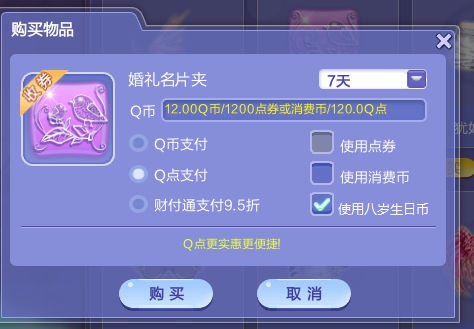 购买物品
收券
婚礼名片夹
7天
Q币
12.00Q币/1200点券或消费币/120.0Q点
Q币支付
使用点券
Q点支付
使用消费币
财付通支付9.5折
使用八岁生日币
Q点更实惠更便捷!
购买
取消